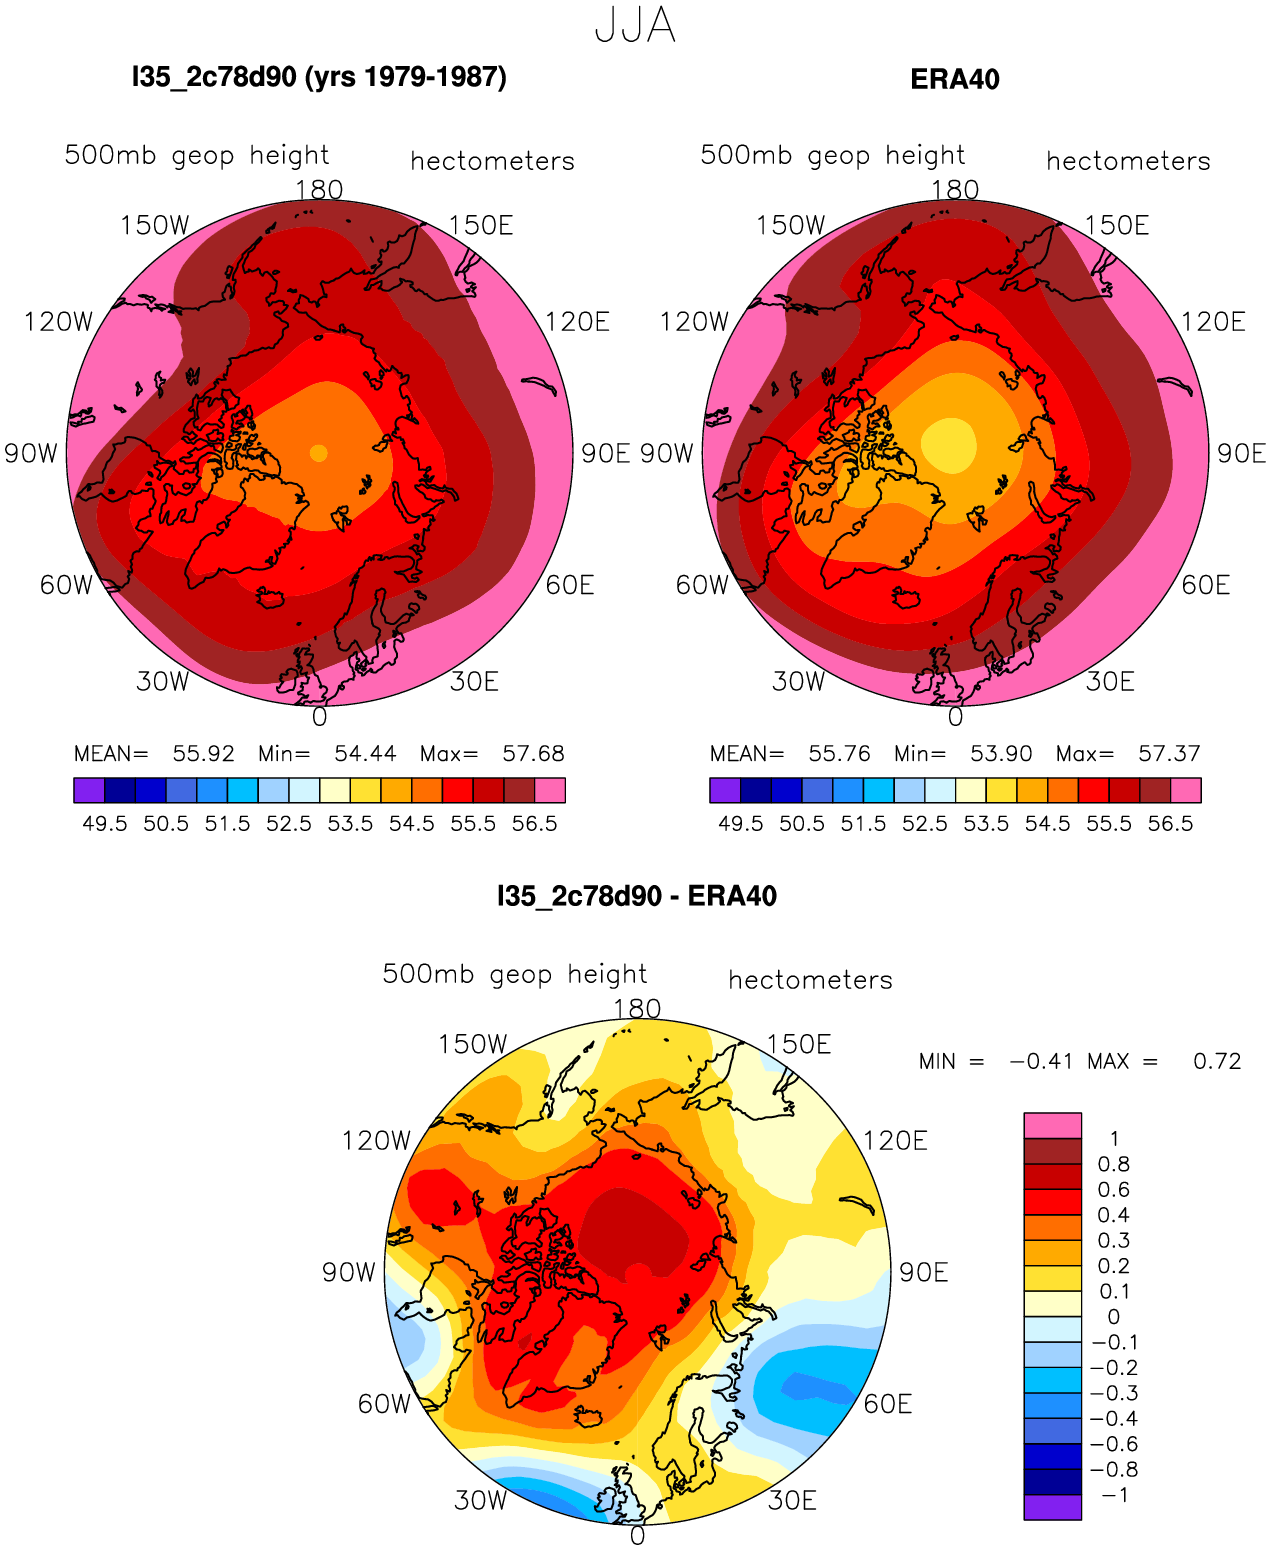 JJA
I35_2c78d90 (yrs 1979-1987)
ERA40
500mb geop height hectometers
500mb geop height hectometers
180
180
150W 150E
150W 150E
120W 120E
120W 120E
90W 90E
90W 90E
60W 60E
60W 60E
30W 30E
30W 30E
0
0
MEAN= 55.92 Min= 54.44 Max= 57.68
MEAN= 55.76 Min= 53.90 Max= 57.37
49.5 50.5 51.5 52.5 53.5 54.5 55.5 56.5
49.5 50.5 51.5 52.5 53.5 54.5 55.5 56.5
I35_2c78d90 - ERA40
500mb geop height hectometers
180
150W 150E
MIN = -0.41 MAX = 0.72
120W 120E
90W 90E
60W 60E
30W 30E
0
1
0.8
0.6
0.4
0.3
0.2
0.1
0
-0.1
-0.2
-0.3
-0.4
-0.6
-0.8
-1